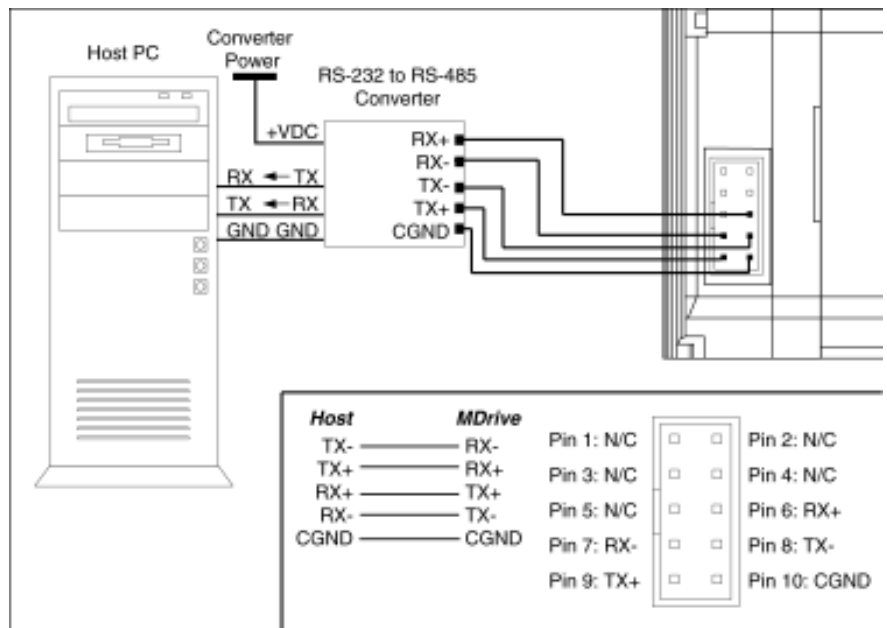 Host PC
Converter
Power
RS-232 to RS-485
Converter
+VDC
RX ◄ TX
TX ◄ RX
GND GND
RX+
RX-
TX-
TX+
CGND
Host MDrive
TX- RX-
TX+ RX+
RX+ TX+
RX- TX-
CGND CGND
Pin 1: N/C Pin 2: N/C
Pin 3: N/C Pin 4: N/C
Pin 5: N/C Pin 6: RX+
Pin 7: RX- Pin 8: TX-
Pin 9: TX+ Pin 10: CGND